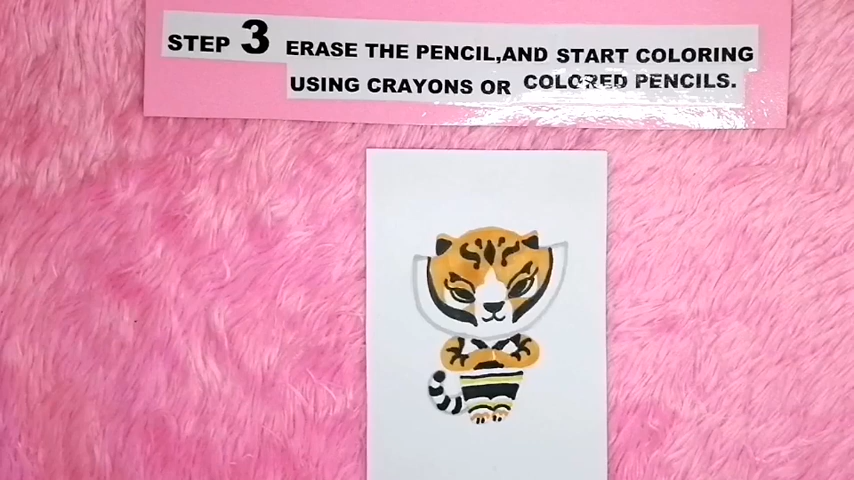 STEP 3 ERASE THE PENCIL,AND START COLORING
USING CRAYONS OR COLORED PENCILS.